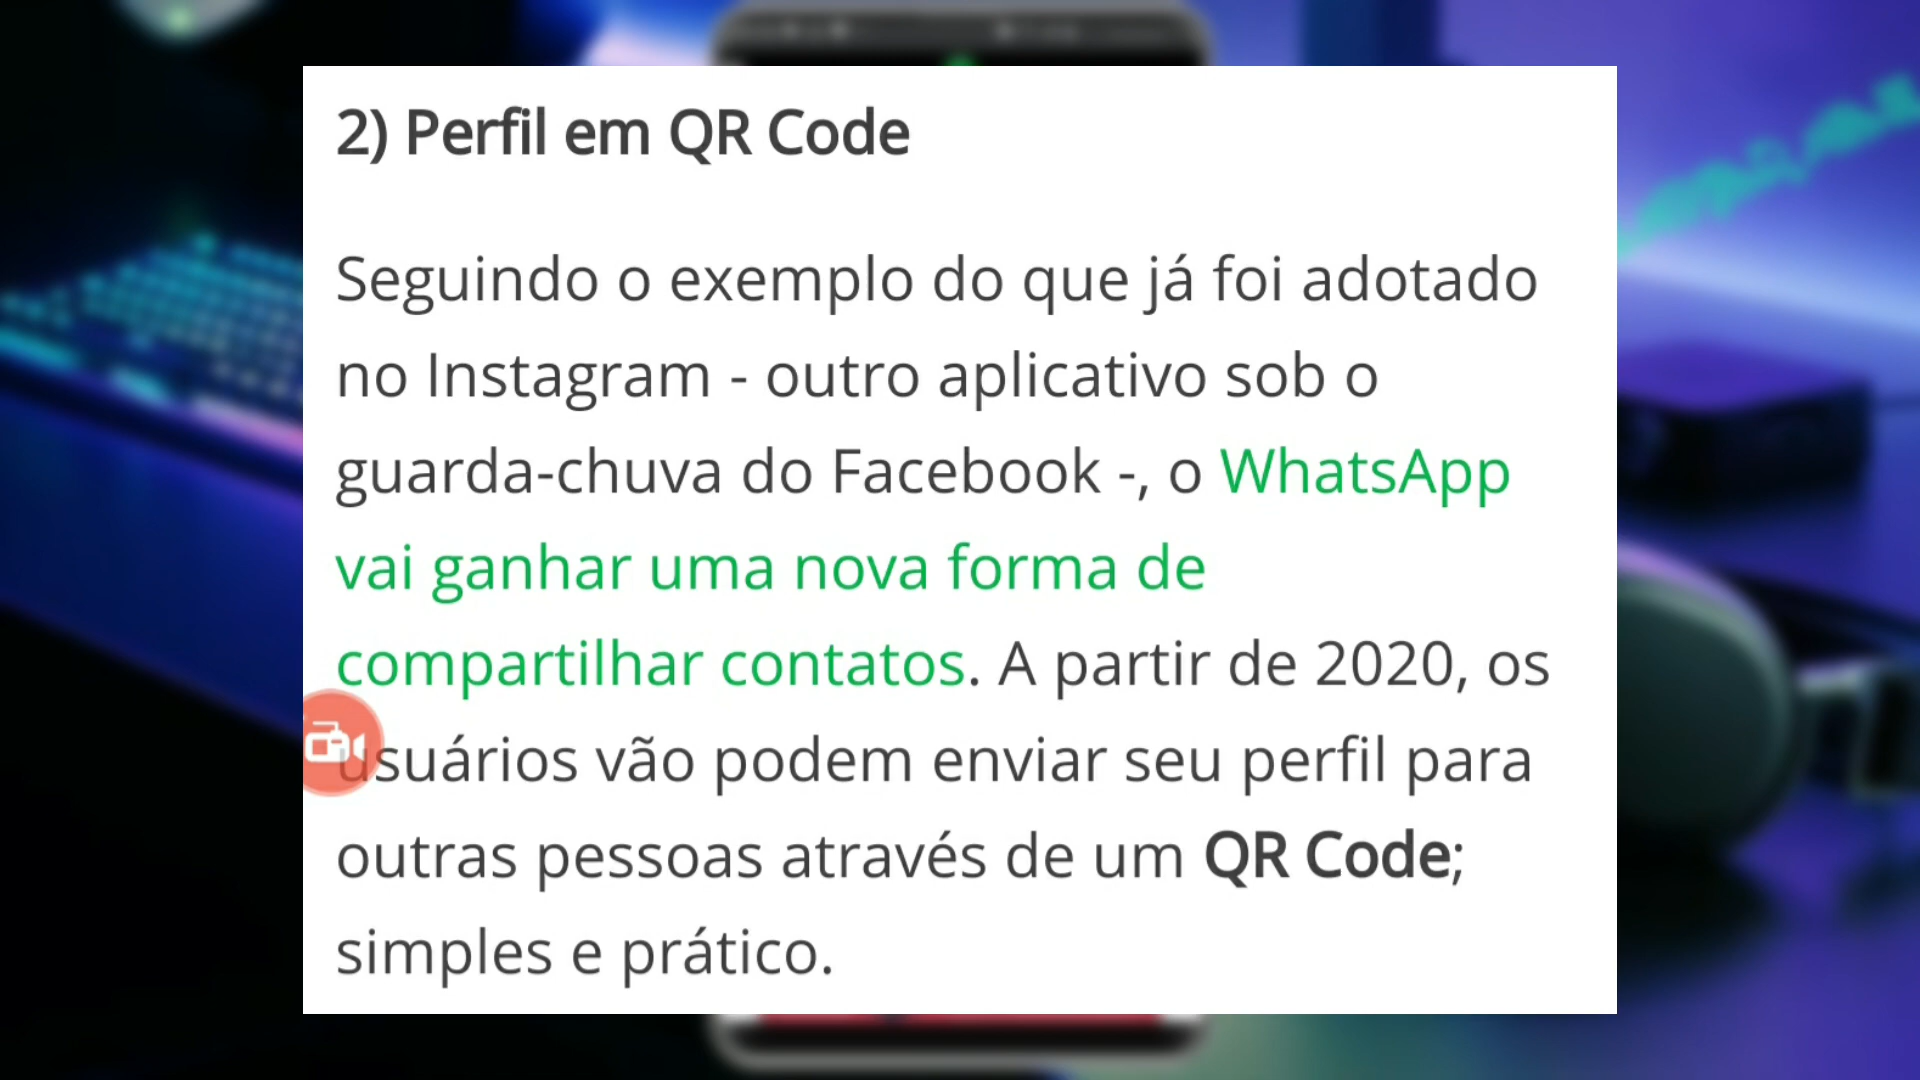 2) Perfil em QR Code
Seguindo o exemplo do que já foi adotado
no Instagram - outro aplicativo sob o
guarda-chuva do Facebook -, o WhatsApp
vai ganhar uma nova forma de
compartilhar contatos. A partir de 2020, os
usuários vão podem enviar seu perfil para
outras pessoas através de um QR Code;
simples e prático.